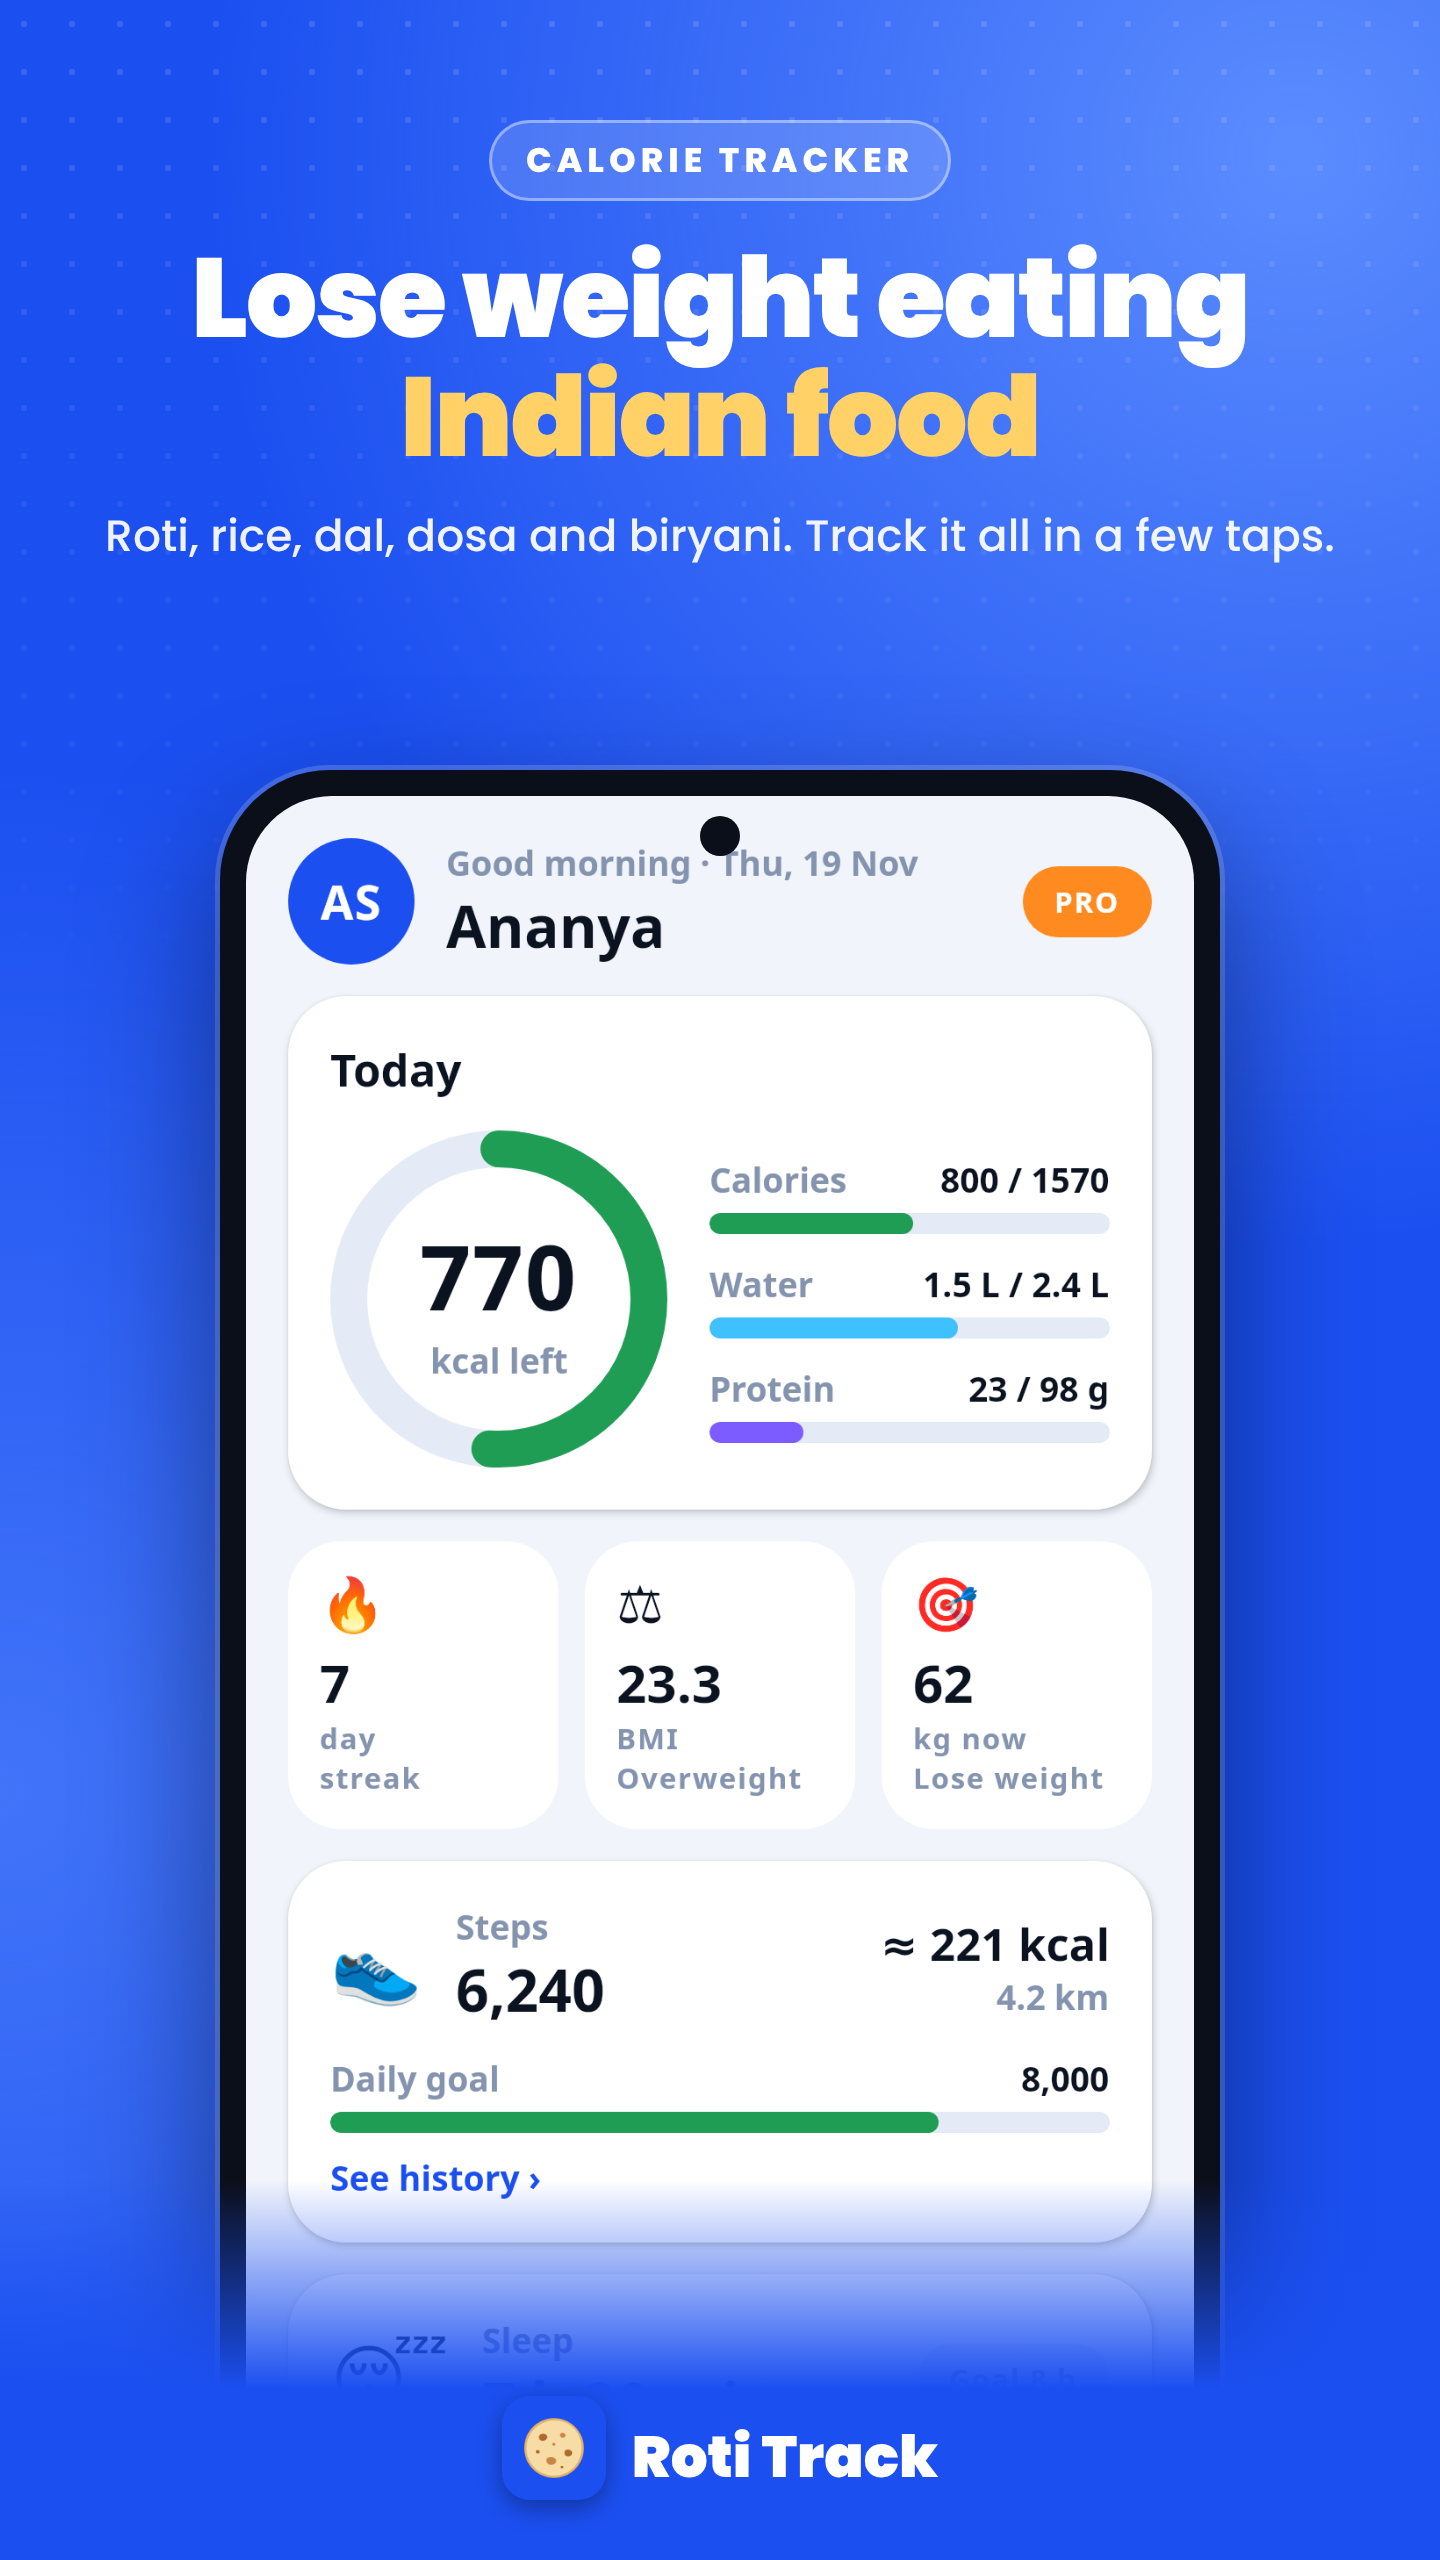 CALORIE TRACKER
Lose weight eating
Indian food
Roti, rice, dal, dosa and biryani. Track it all in a few taps.
AS
Good morning · Thu, 19 Nov
Ananya
PRO
Today
770
kcal left
Calories 800 / 1570
Water 1.5 L / 2.4 L
Protein 23 / 98 g
7
day
streak
23.3
BMI
Overweight
62
kg now
Lose weight
Steps
6,240
≈ 221 kcal
4.2 km
Daily goal 8,000
See history ›
zzz
Sleep
Goal 8 h
Roti Track